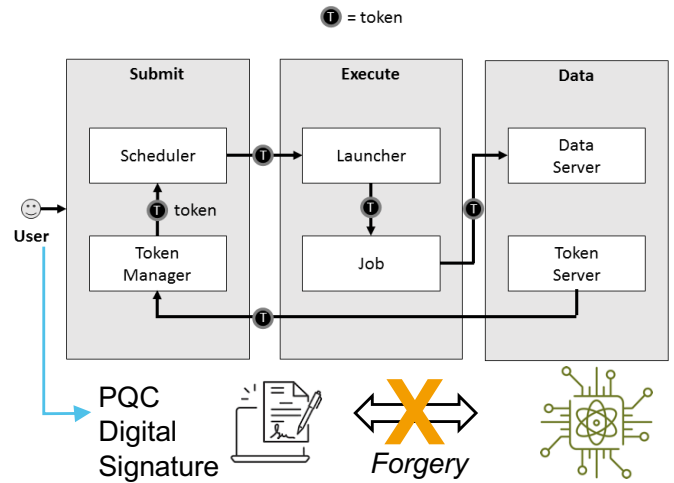 T = token
Submit
Execute
Data
Scheduler
T
Launcher
Data
Server
T token
T
T
User
Token
Manager
Job
Token
Server
T
PQC
Digital
Signature
X
Forgery